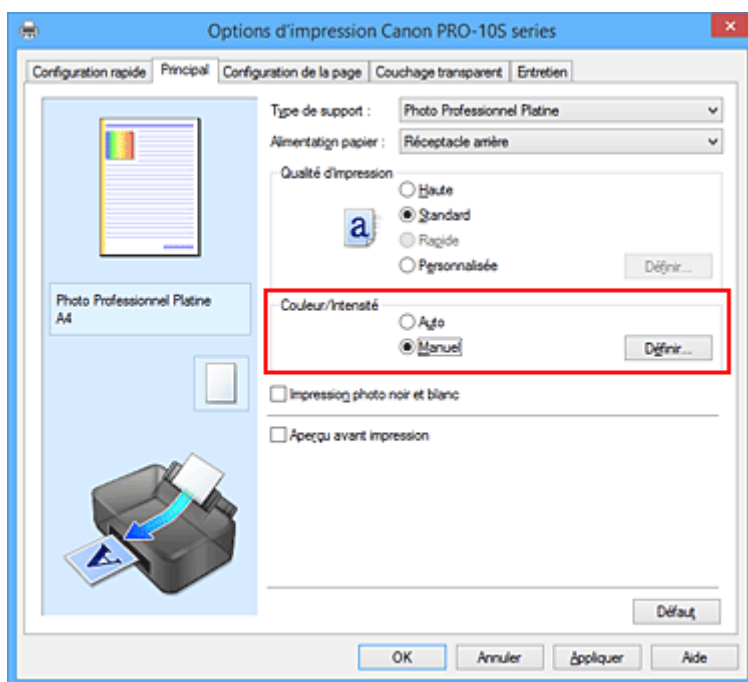 Options d'impression Canon PRO-10S series
Configuration rapide Principal Configuration de la page Couchage transparent Entretien
Type de support : Photo Professionnel Platine
Alimentation papier : Réceptacle arrière
Qualité d'impression
Haute
Standard
Rapide
Personnalisée Définir...
Photo Professionnel Platine
A4
Couleur/Intensité
Auto
Manuel Définir...
Impression photo noir et blanc
Aperçu avant impression
Défaut
OK Annuler Appliquer Aide